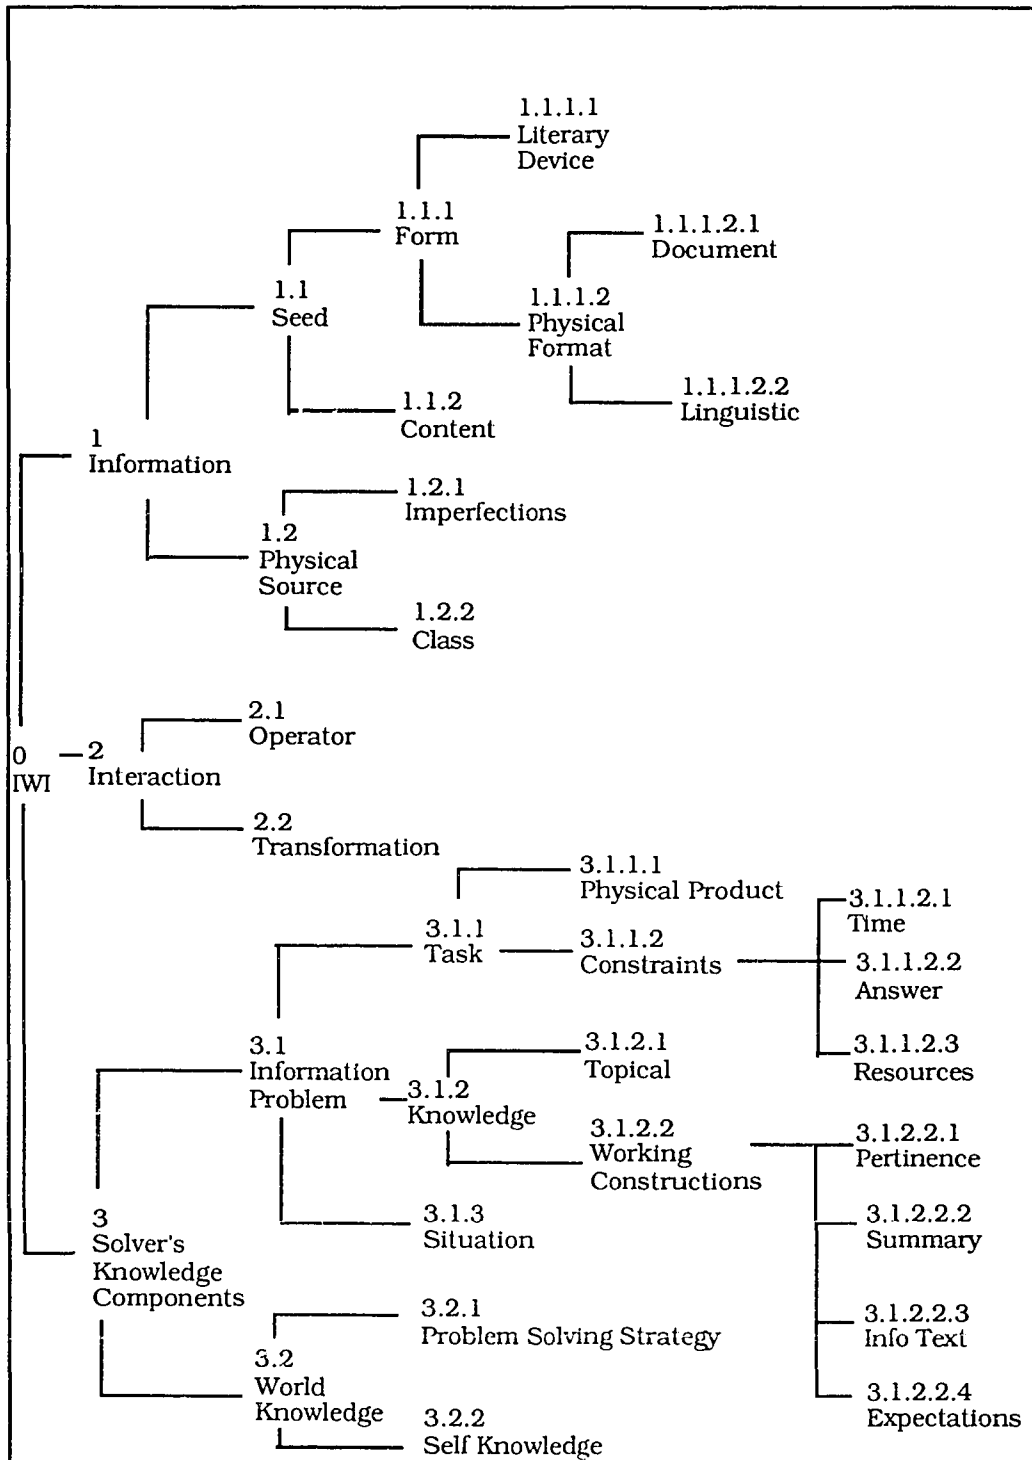 1.1.1.1
Literary
Device
1.1.1
Form
1.1.1.2.1
Document
1.1
Seed
1.1.1.2
Physical
Format
1.1.1.2.2
Linguistic
1.1.2
Content
1
Information
1.2.1
Imperfections
1.2
Physical
Source
1.2.2
Class
2.1
Operator
0
IWI
2
Interaction
2.2
Transformation
3.1.1.1
Physical Product
3.1.1
Task
3.1.1.2
Constraints
3.1.1.2.1
Time
3.1.1.2.2
Answer
3.1.1.2.3
Resources
3.1
Information
Problem
3.1.2.1
Topical
3.1.2
Knowledge
3.1.2.2
Working
Constructions
3.1.2.2.1
Pertinence
3.1.2.2.2
Summary
3.1.3
Situation
3
Solver's
Knowledge
Components
3.1.2.2.3
Info Text
3.2.1
Problem Solving Strategy
3.2
World
Knowledge
3.1.2.2.4
Expectations
3.2.2
Self Knowledge